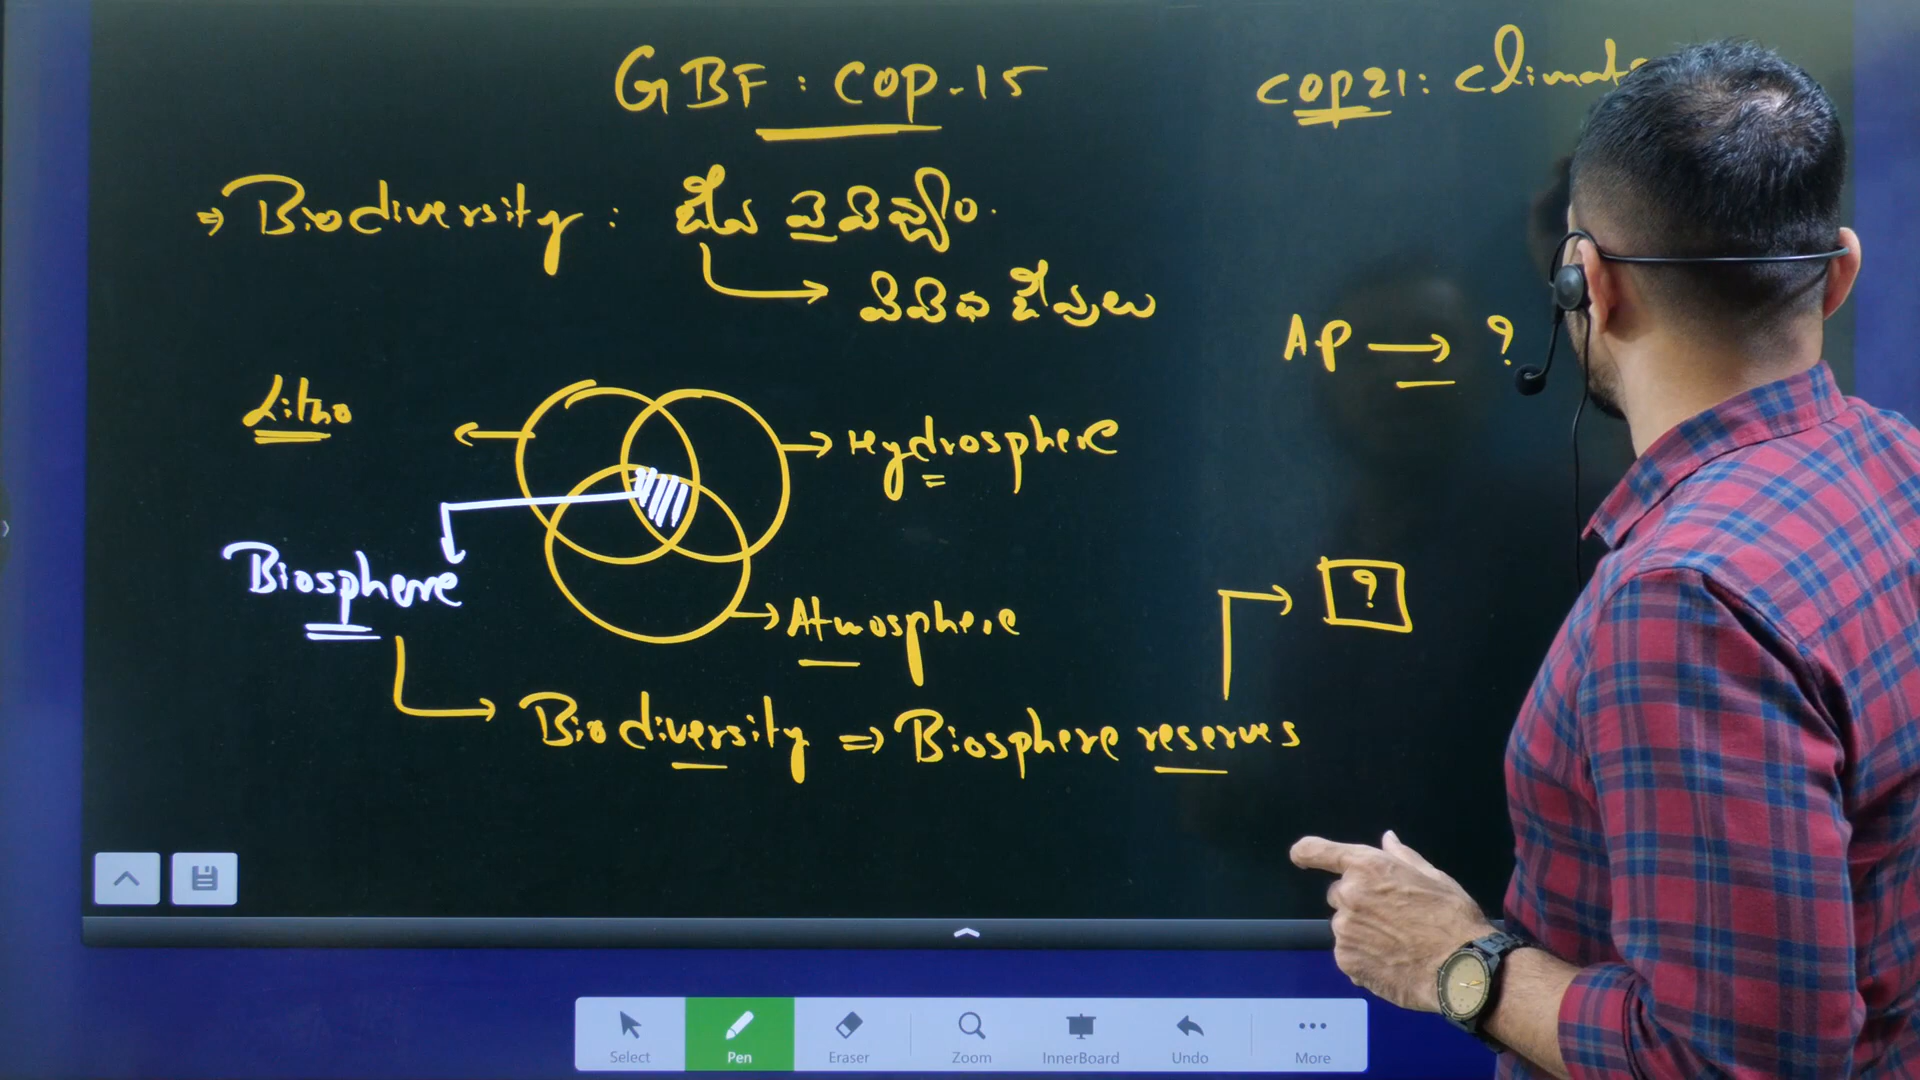 GBF : COP-15
COP21: Climate
⇒ Biodiversity : జీవ వైవిధ్యం.
వివిధ జీవులు
AP → ?
Litho
Hydrosphere
Biosphere
Atmosphere
?
Biodiversity ⇒ Biosphere reserves
Select Pen Eraser Zoom InnerBoard Undo More